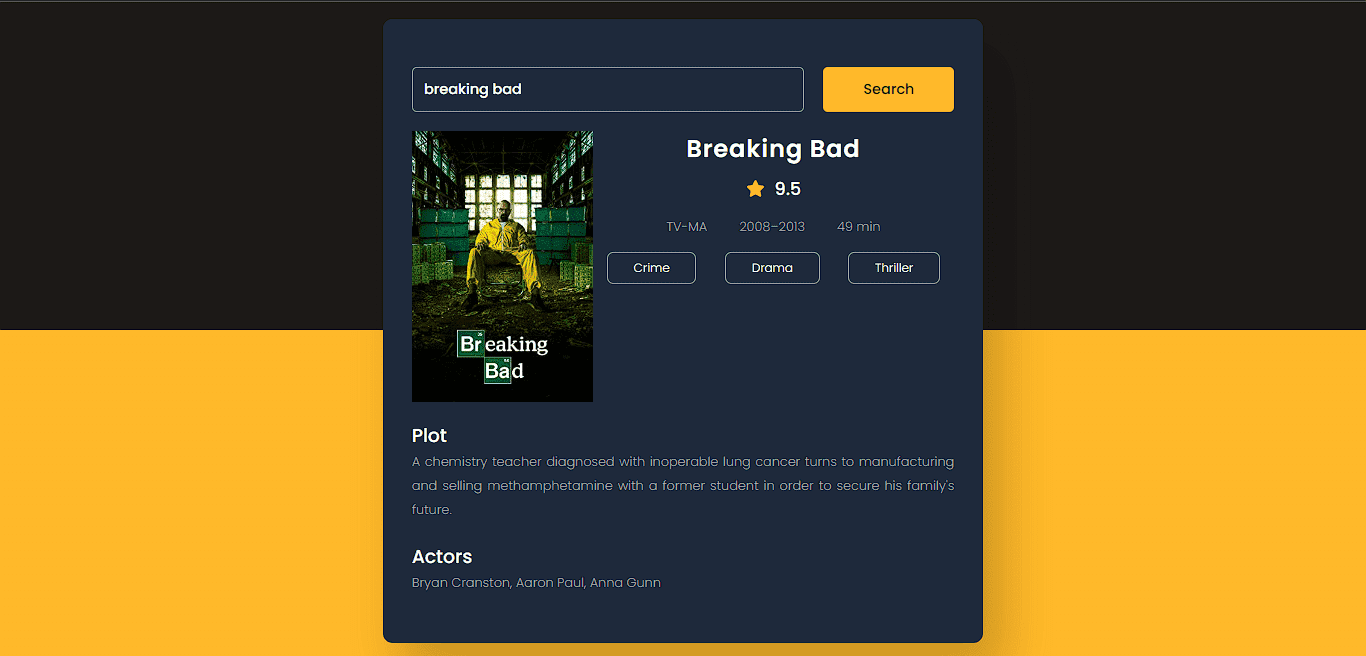 breaking bad
Search
Breaking Bad
9.5
TV-MA 2008–2013 49 min
Crime Drama Thriller
Breaking
Bad
Plot
A chemistry teacher diagnosed with inoperable lung cancer turns to manufacturing
and selling methamphetamine with a former student in order to secure his family's
future.
Actors
Bryan Cranston, Aaron Paul, Anna Gunn